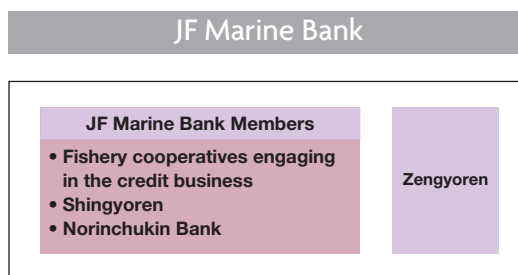 JF Marine Bank
JF Marine Bank Members
• Fishery cooperatives engaging
in the credit business
• Shingyoren
• Norinchukin Bank
Zengyoren